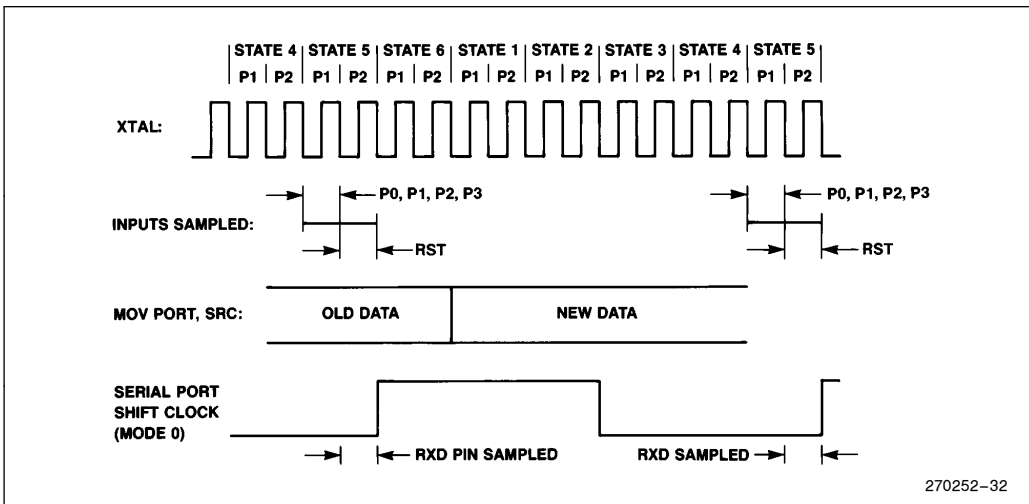 STATE 4 STATE 5 STATE 6 STATE 1 STATE 2 STATE 3 STATE 4 STATE 5
P1 P2 P1 P2 P1 P2 P1 P2 P1 P2 P1 P2 P1 P2 P1 P2
XTAL:
P0, P1, P2, P3 P0, P1, P2, P3
INPUTS SAMPLED:
RST RST
MOV PORT, SRC: OLD DATA NEW DATA
SERIAL PORT
SHIFT CLOCK
(MODE 0)
RXD PIN SAMPLED RXD SAMPLED
270252-32